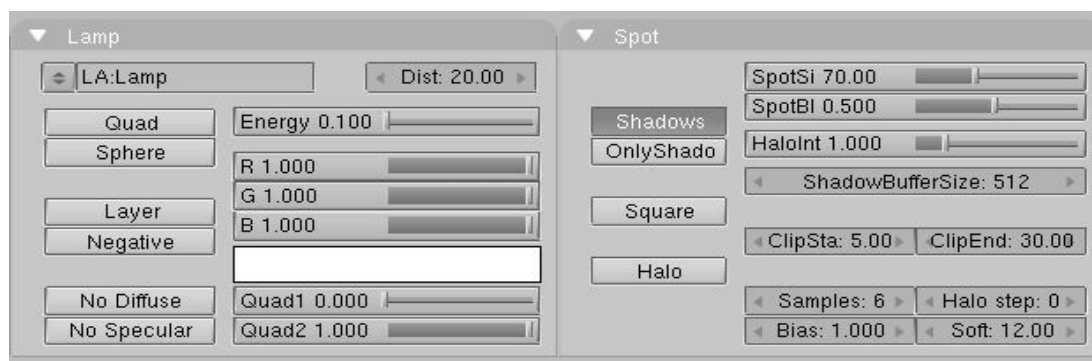 Lamp
LA:Lamp
Dist: 20.00
Quad
Sphere
Layer
Negative
No Diffuse
No Specular
Energy 0.100
R 1.000
G 1.000
B 1.000
Quad1 0.000
Quad2 1.000
Spot
Shadows
OnlyShado
Square
Halo
SpotSi 70.00
SpotBl 0.500
HaloInt 1.000
ShadowBufferSize: 512
ClipSta: 5.00
ClipEnd: 30.00
Samples: 6
Halo step: 0
Bias: 1.000
Soft: 12.00